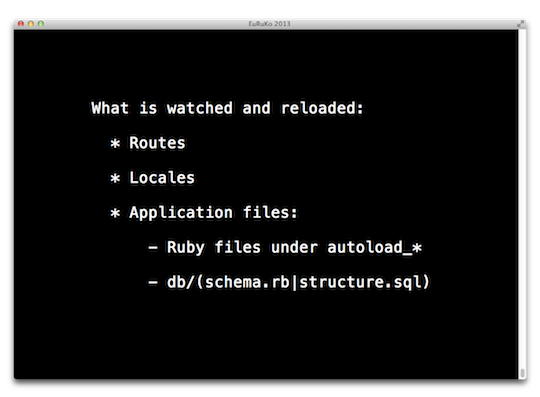 EuRuKo 2013
What is watched and reloaded:
* Routes
* Locales
* Application files:
- Ruby files under autoload_*
- db/(schema.rb|structure.sql)